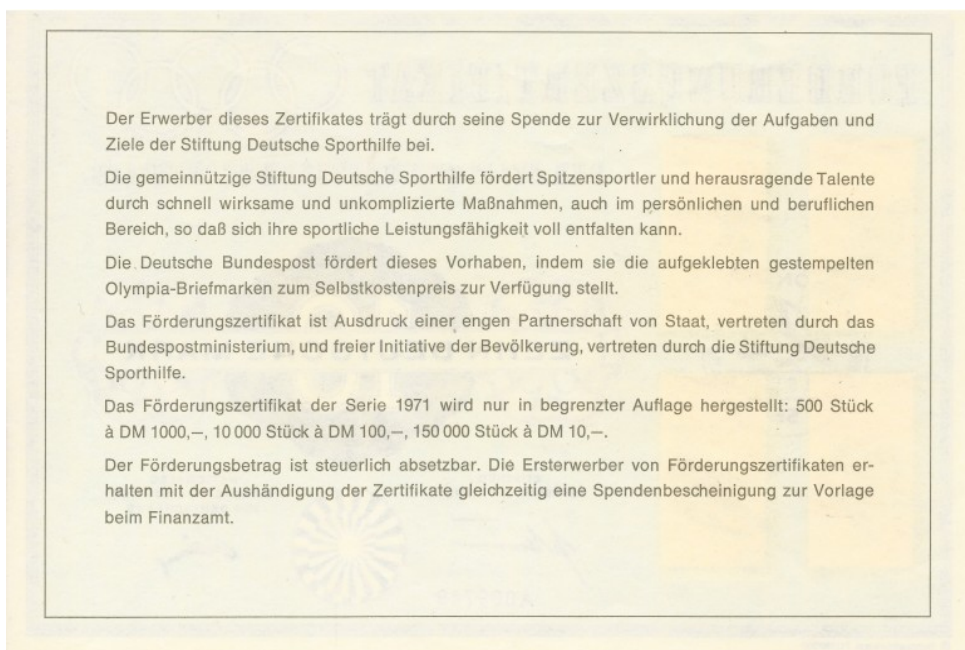 Der Erwerber dieses Zertifikates trägt durch seine Spende zur Verwirklichung der Aufgaben und
Ziele der Stiftung Deutsche Sporthilfe bei.
Die gemeinnützige Stiftung Deutsche Sporthilfe fördert Spitzensportler und herausragende Talente
durch schnell wirksame und unkomplizierte Maßnahmen, auch im persönlichen und beruflichen
Bereich, so daß sich ihre sportliche Leistungsfähigkeit voll entfalten kann.
Die Deutsche Bundespost fördert dieses Vorhaben, indem sie die aufgeklebten gestempelten
Olympia-Briefmarken zum Selbstkostenpreis zur Verfügung stellt.
Das Förderungszertifikat ist Ausdruck einer engen Partnerschaft von Staat, vertreten durch das
Bundespostministerium, und freier Initiative der Bevölkerung, vertreten durch die Stiftung Deutsche
Sporthilfe.
Das Förderungszertifikat der Serie 1971 wird nur in begrenzter Auflage hergestellt: 500 Stück
à DM 1000,—, 10 000 Stück à DM 100,—, 150 000 Stück à DM 10,—.
Der Förderungsbetrag ist steuerlich absetzbar. Die Ersterwerber von Förderungszertifikaten er-
halten mit der Aushändigung der Zertifikate gleichzeitig eine Spendenbescheinigung zur Vorlage
beim Finanzamt.